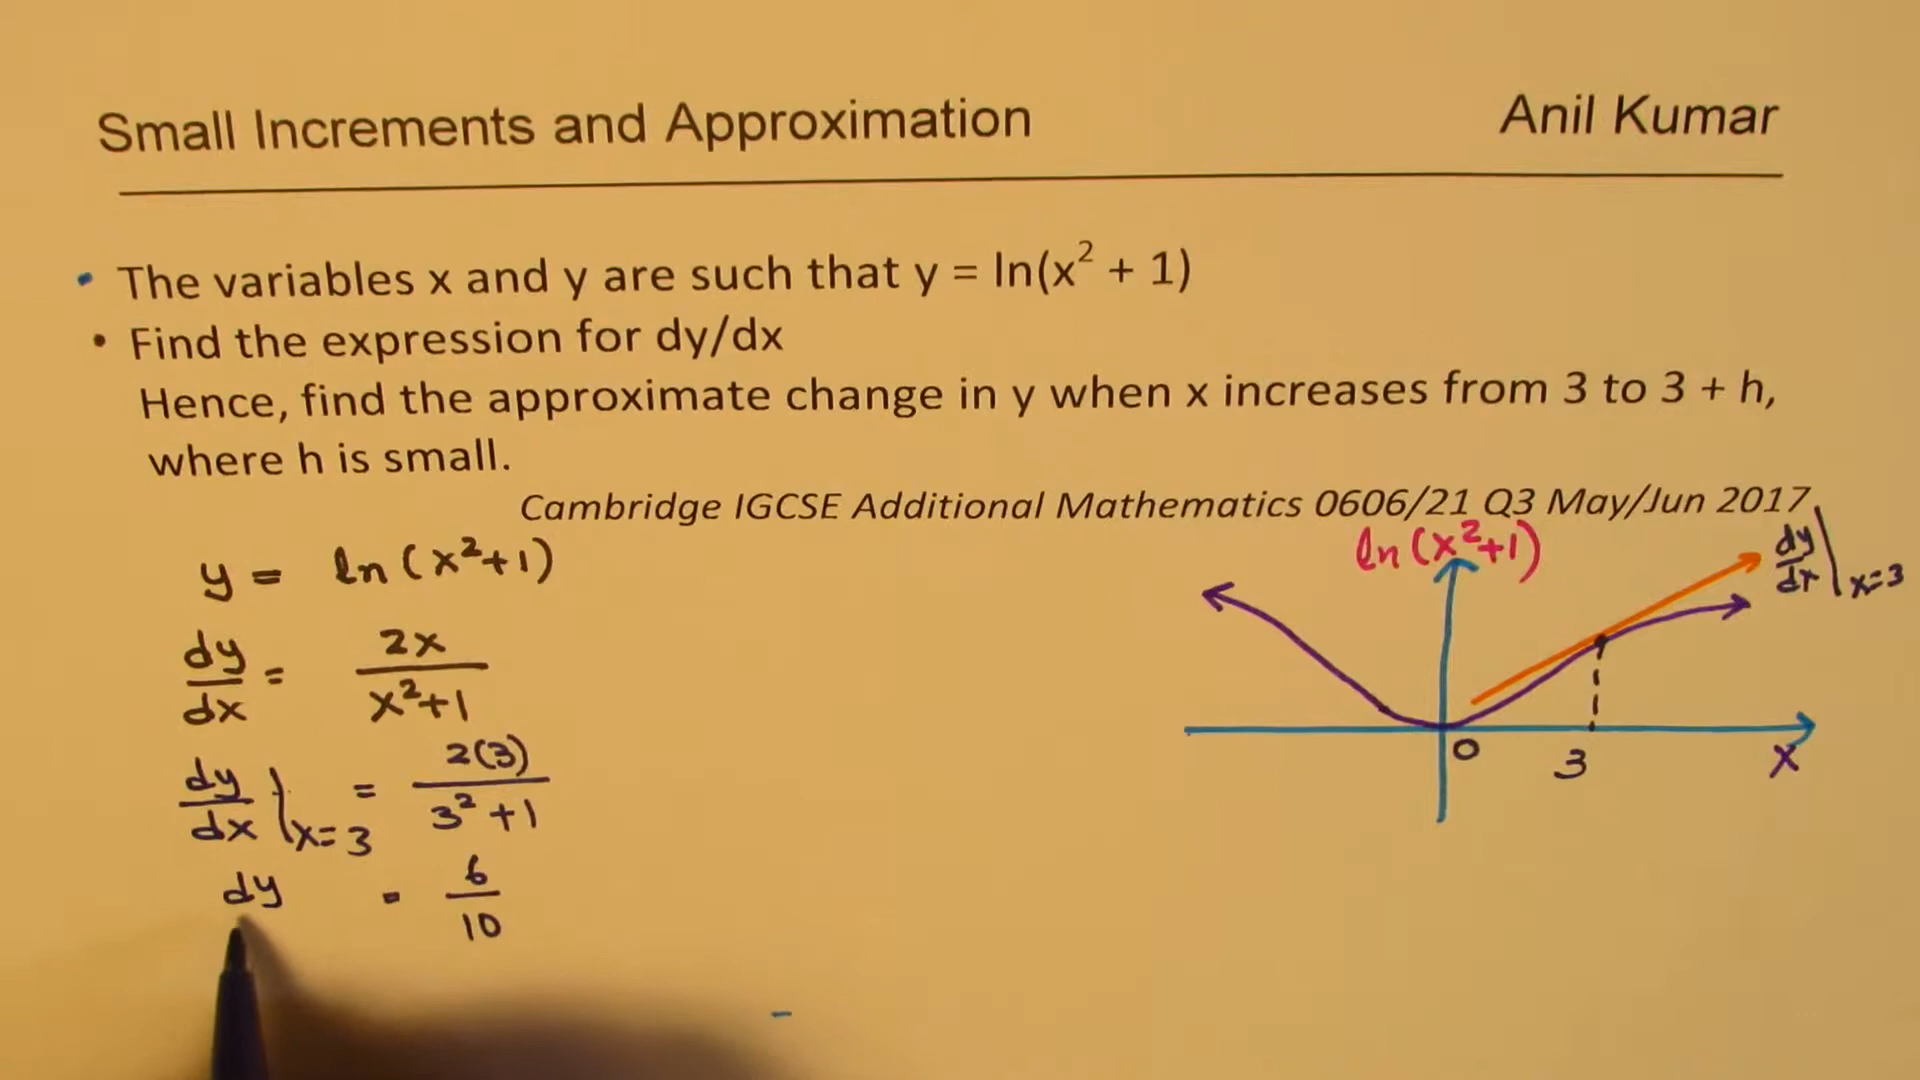 Small Increments and Approximation Anil Kumar
• The variables x and y are such that y = ln(x² + 1)
• Find the expression for dy/dx
Hence, find the approximate change in y when x increases from 3 to 3 + h,
where h is small.
Cambridge IGCSE Additional Mathematics 0606/21 Q3 May/Jun 2017
y = ln(x²+1)
dy/dx = 2x/(x²+1)
dy/dx|x=3 = 2(3)/(3²+1)
dy = 6/10
ln(x²+1)
dy/dx|x=3
0 3 X